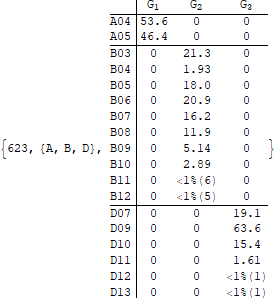 G1 G2 G3
A04 53.6 0 0
A05 46.4 0 0
B03 0 21.3 0
B04 0 1.93 0
B05 0 18.0 0
B06 0 20.9 0
B07 0 16.2 0
B08 0 11.9 0
{623, {A, B, D}, B09 0 5.14 0 }
B10 0 2.89 0
B11 0 <1%(6) 0
B12 0 <1%(5) 0
D07 0 0 19.1
D09 0 0 63.6
D10 0 0 15.4
D11 0 0 1.61
D12 0 0 <1%(1)
D13 0 0 <1%(1)